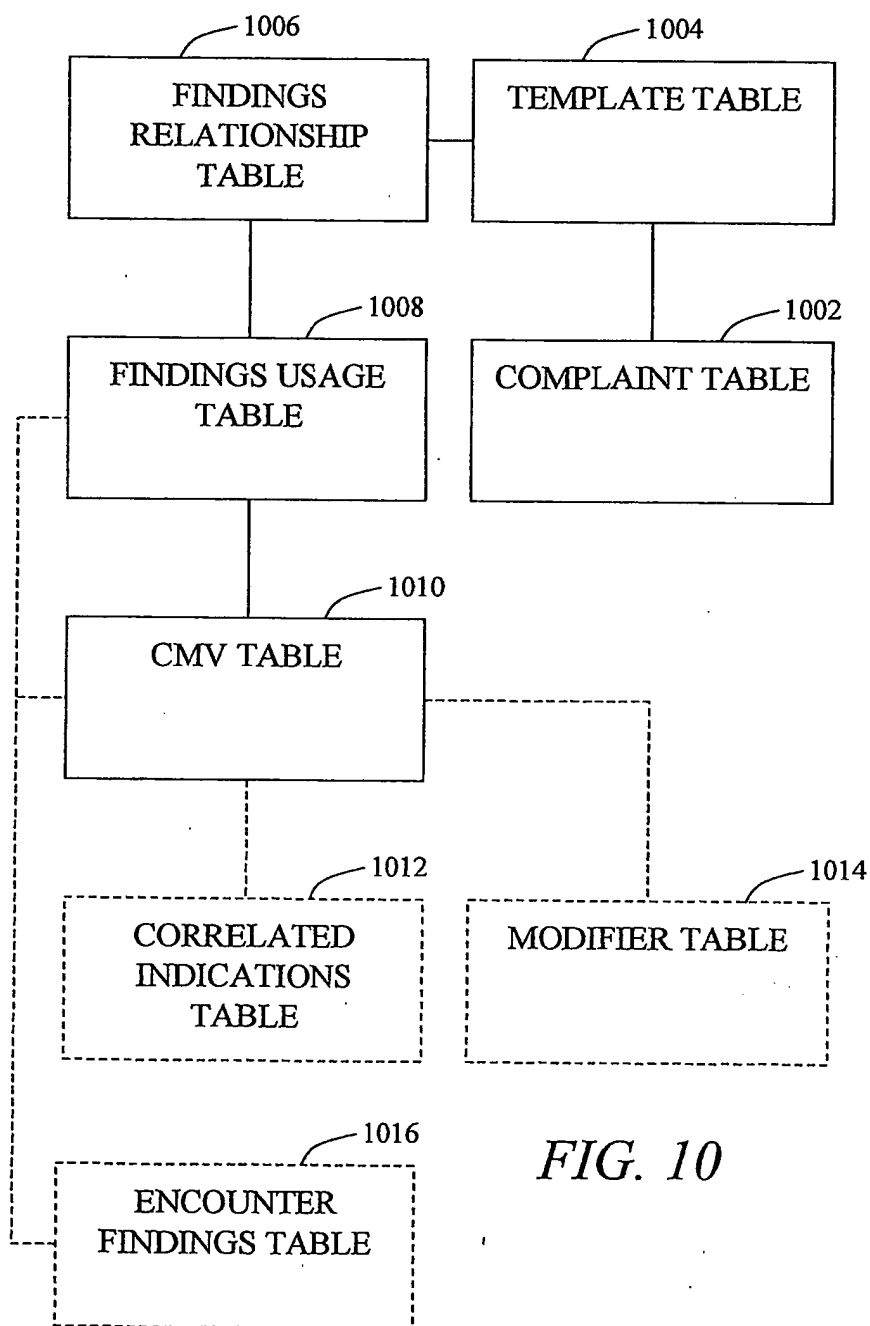 1006
FINDINGS
RELATIONSHIP
TABLE
1004
TEMPLATE TABLE
1008
FINDINGS USAGE
TABLE
1002
COMPLAINT TABLE
1010
CMV TABLE
1012
CORRELATED
INDICATIONS
TABLE
1014
MODIFIER TABLE
1016
ENCOUNTER
FINDINGS TABLE
FIG. 10